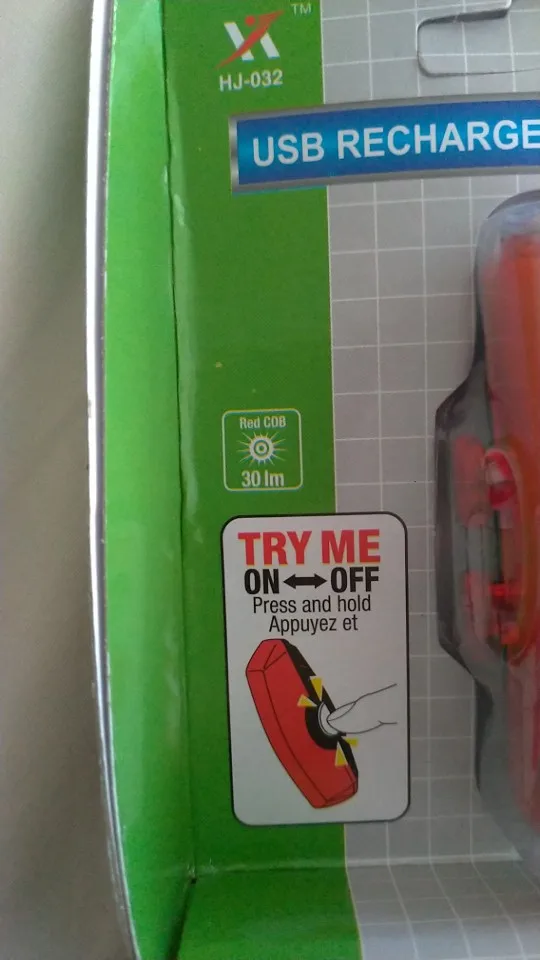 TM
HJ-032
USB RECHARGE
Red COB
30 lm
TRY ME
ON OFF
Press and hold
Appuyez et